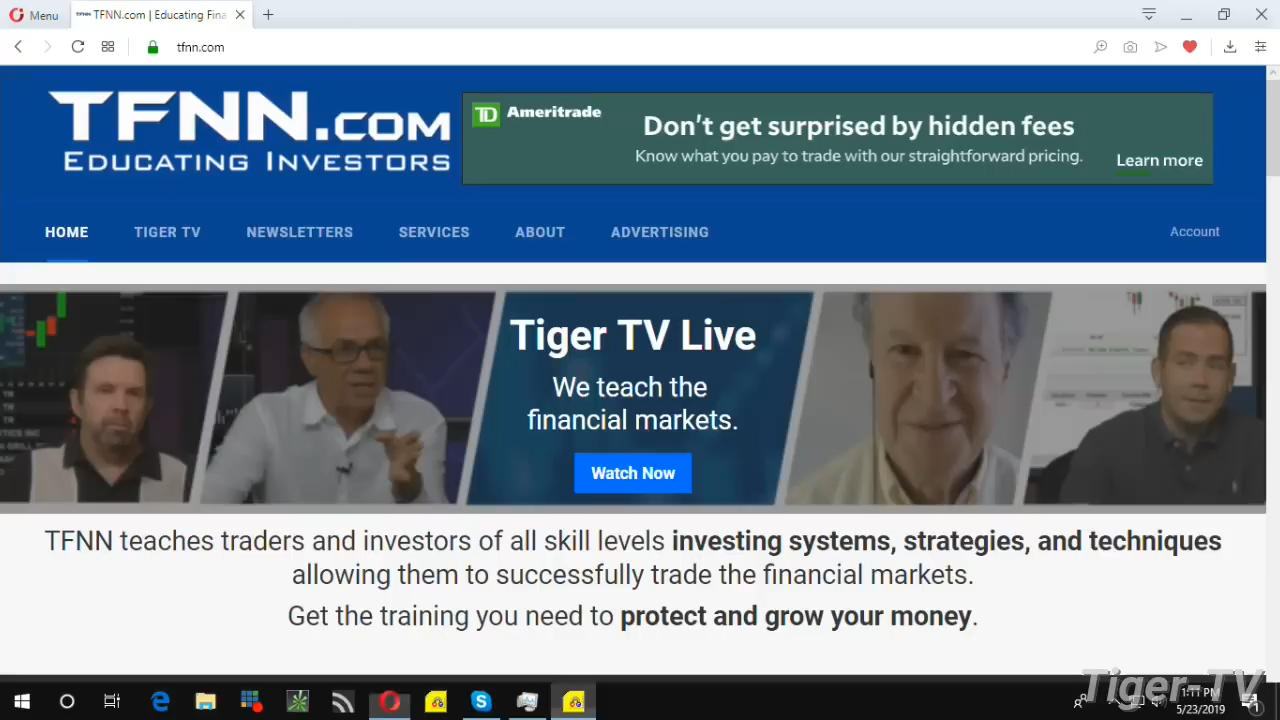 Menu
TFNN.com | Educating Fina
tfnn.com
TFNN.COM
EDUCATING INVESTORS
TD Ameritrade
Don't get surprised by hidden fees
Know what you pay to trade with our straightforward pricing.
Learn more
HOME TIGER TV NEWSLETTERS SERVICES ABOUT ADVERTISING Account
Tiger TV Live
We teach the
financial markets.
Watch Now
TFNN teaches traders and investors of all skill levels investing systems, strategies, and techniques
allowing them to successfully trade the financial markets.
Get the training you need to protect and grow your money.
Tiger-TV
1:11 PM
5/23/2019